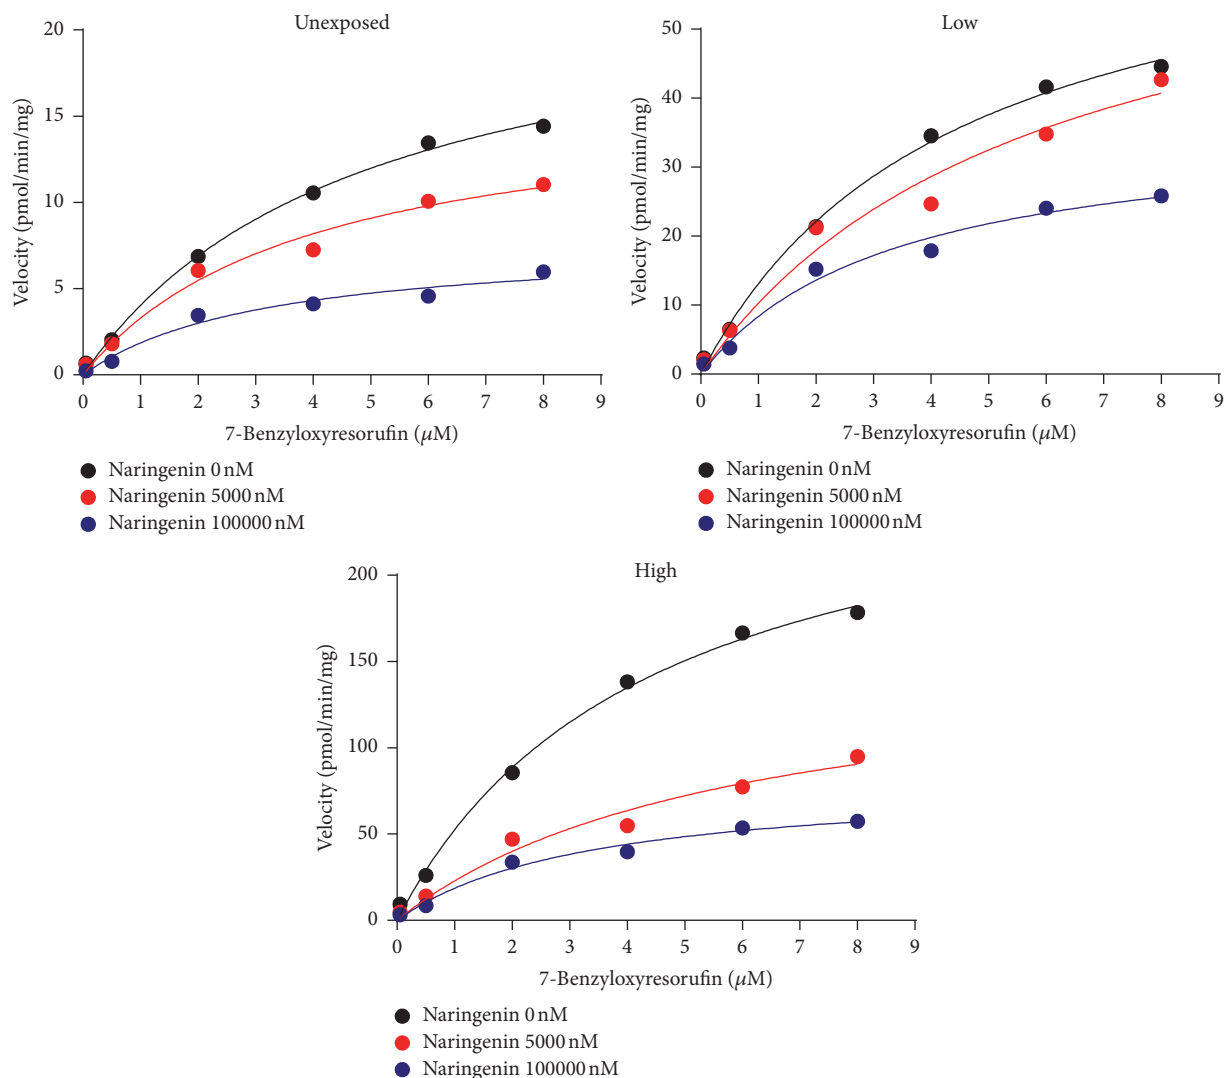 Unexposed
20
15
10
5
0
Velocity (pmol/min/mg)
0 1 2 3 4 5 6 7 8 9
7-Benzyloxyresorufin (μM)
Naringenin 0 nM
Naringenin 5000 nM
Naringenin 100000 nM
Low
50
40
30
20
10
0
Velocity (pmol/min/mg)
0 1 2 3 4 5 6 7 8 9
7-Benzyloxyresorufin (μM)
Naringenin 0 nM
Naringenin 5000 nM
Naringenin 100000 nM
High
200
150
100
50
0
Velocity (pmol/min/mg)
0 1 2 3 4 5 6 7 8 9
7-Benzyloxyresorufin (μM)
Naringenin 0 nM
Naringenin 5000 nM
Naringenin 100000 nM